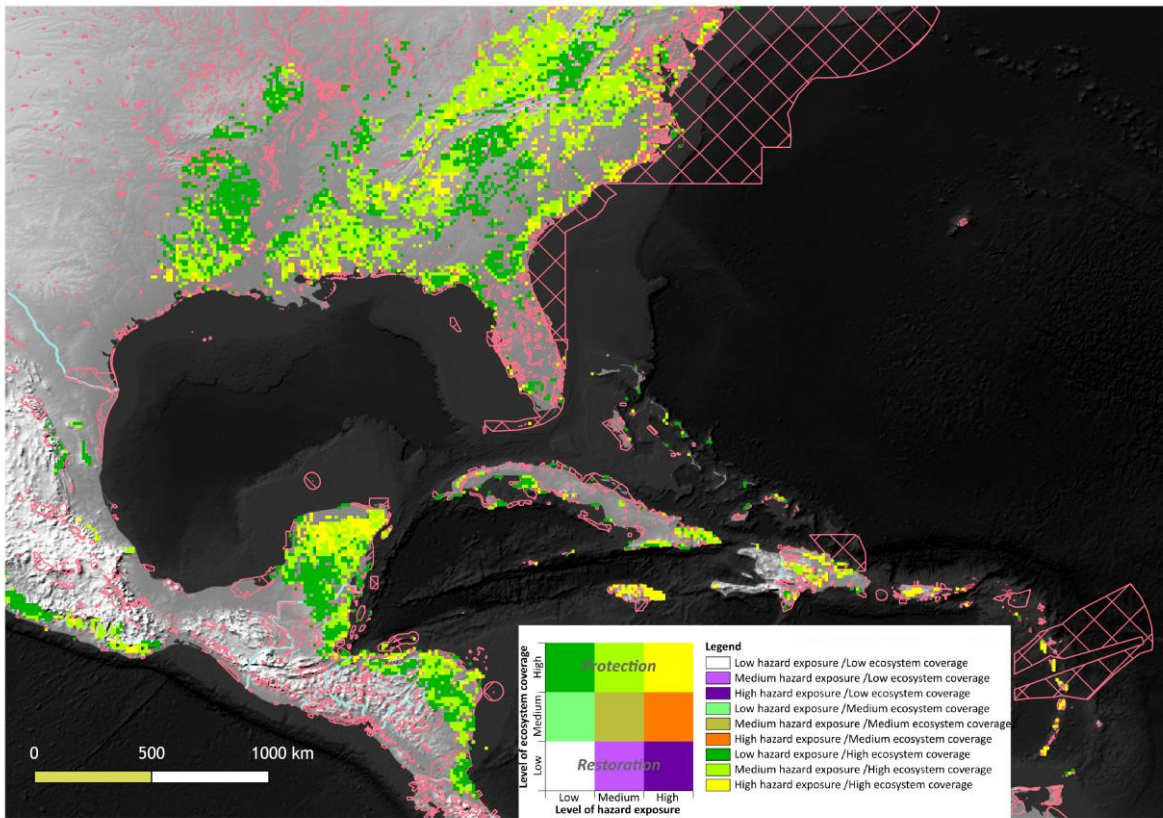 0 500 1000 km
Level of ecosystem coverage
High
Medium
Low
Protection
Restoration
Low Medium High
Level of hazard exposure
Legend
Low hazard exposure /Low ecosystem coverage
Medium hazard exposure /Low ecosystem coverage
High hazard exposure /Low ecosystem coverage
Low hazard exposure /Medium ecosystem coverage
Medium hazard exposure /Medium ecosystem coverage
High hazard exposure /Medium ecosystem coverage
Low hazard exposure /High ecosystem coverage
Medium hazard exposure /High ecosystem coverage
High hazard exposure /High ecosystem coverage